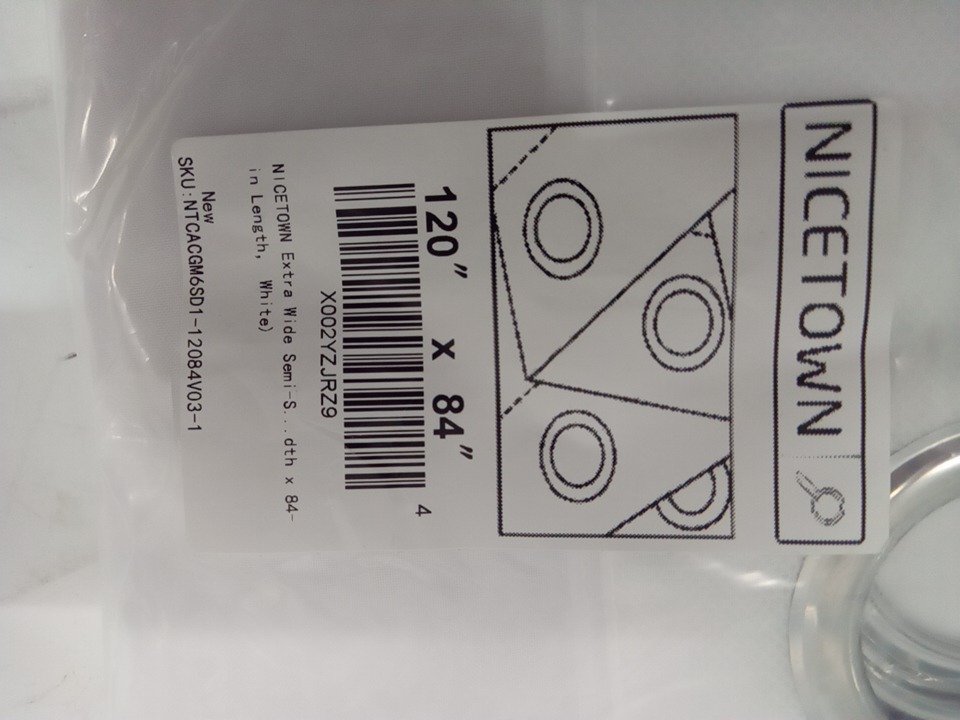 NICETOWN
120″ x 84″
4
X002YZJRZ9
NICETOWN Extra Wide Semi-S...dth x 84-
in Length, White)
New
SKU:NTCACGM6SD1-12084V03-1